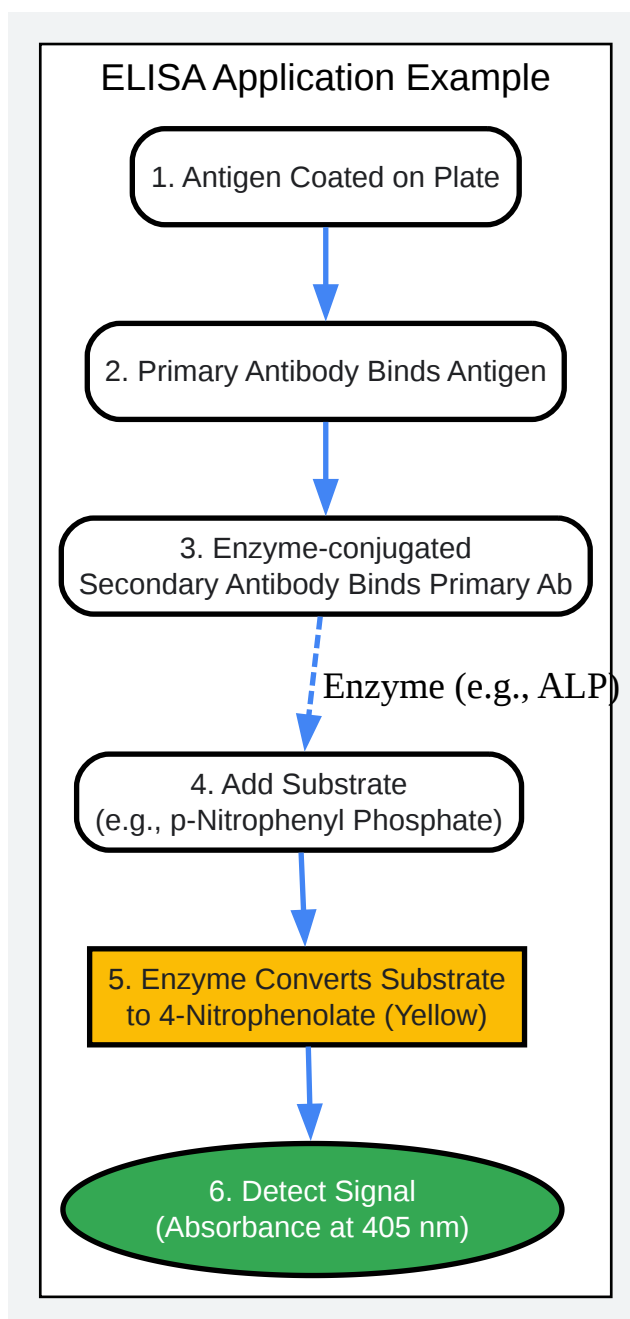 ELISA Application Example
1. Antigen Coated on Plate
2. Primary Antibody Binds Antigen
3. Enzyme-conjugated
Secondary Antibody Binds Primary Ab
Enzyme (e.g., ALP)
4. Add Substrate
(e.g., p-Nitrophenyl Phosphate)
5. Enzyme Converts Substrate
to 4-Nitrophenolate (Yellow)
6. Detect Signal
(Absorbance at 405 nm)